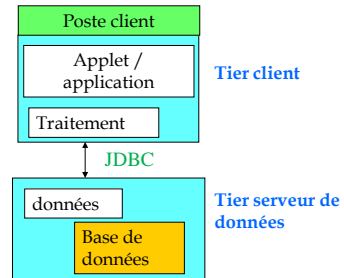 Poste client
Applet /
application
Tier client
Traitement
JDBC
données
Tier serveur de
données
Base de
données